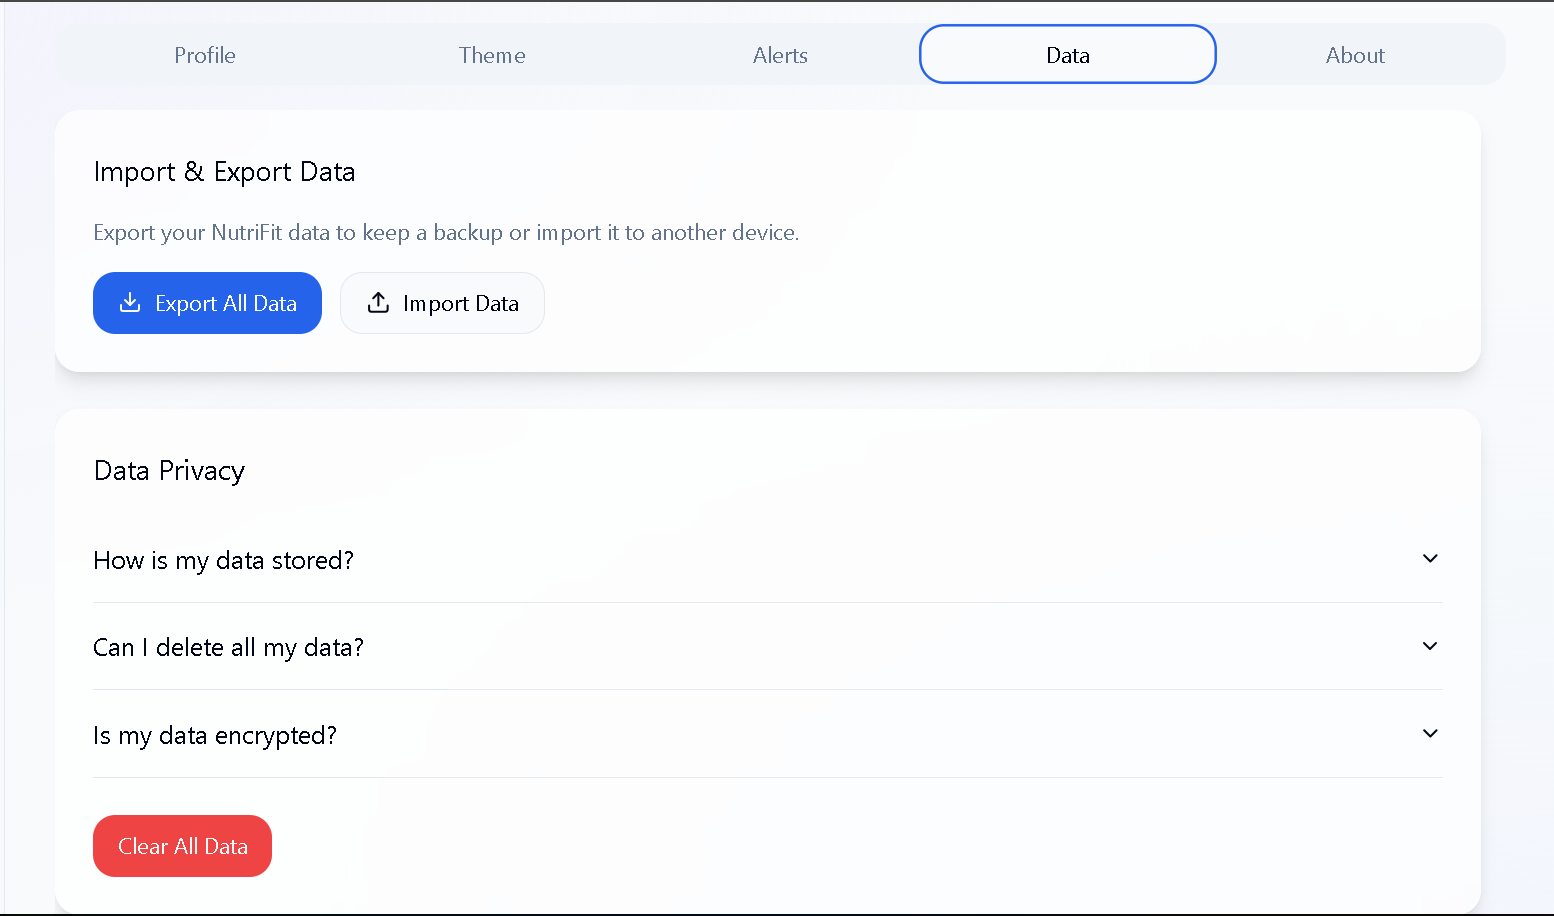 Profile
Theme
Alerts
Data
About
Import & Export Data
Export your NutriFit data to keep a backup or import it to another device.
Export All Data
Import Data
Data Privacy
How is my data stored?
Can I delete all my data?
Is my data encrypted?
Clear All Data